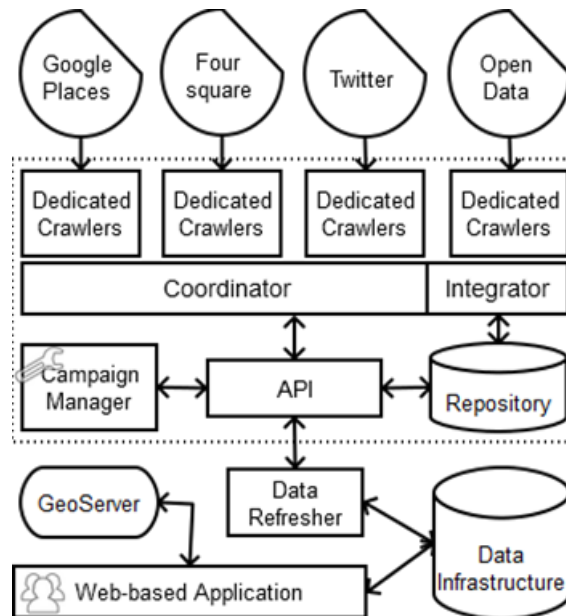 Google
Places
Four
square
Twitter
Open
Data
Dedicated
Crawlers
Dedicated
Crawlers
Dedicated
Crawlers
Dedicated
Crawlers
Coordinator
Integrator
Campaign
Manager
API
Repository
GeoServer
Data
Refresher
Data
Infrastructure
Web-based Application